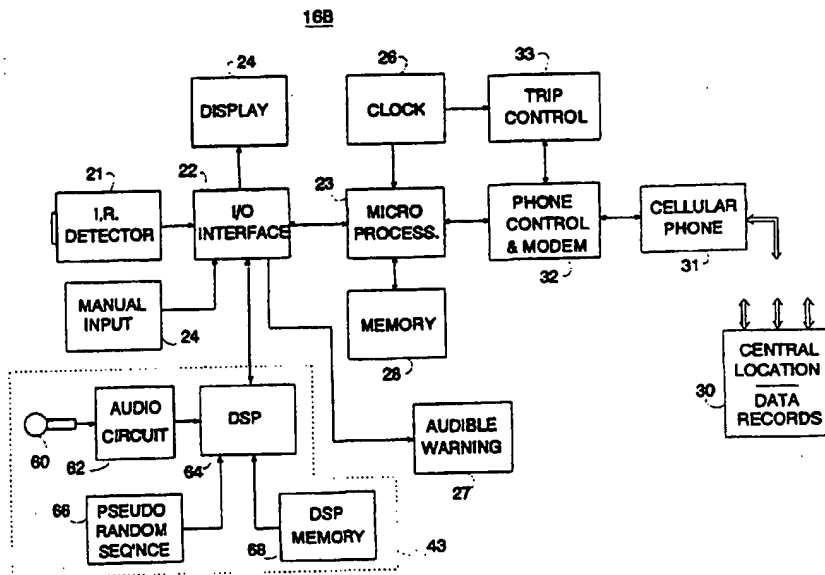 16B
24
DISPLAY
26
CLOCK
33
TRIP
CONTROL
21
I.R.
DETECTOR
22
I/O
INTERFACE
23
MICRO
PROCESS.
PHONE
CONTROL
& MODEM
32
CELLULAR
PHONE
31
MANUAL
INPUT
24
MEMORY
28
30
CENTRAL
LOCATION
DATA
RECORDS
60
AUDIO
CIRCUIT
62
DSP
64
AUDIBLE
WARNING
27
66
PSEUDO
RANDOM
SEQ'NCE
DSP
MEMORY
68
43